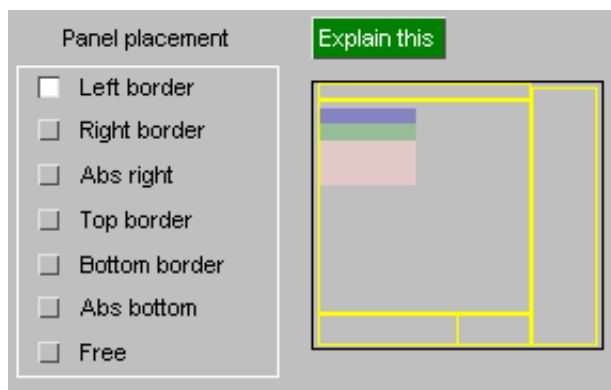 Panel placement
Explain this
Left border
Right border
Abs right
Top border
Bottom border
Abs bottom
Free